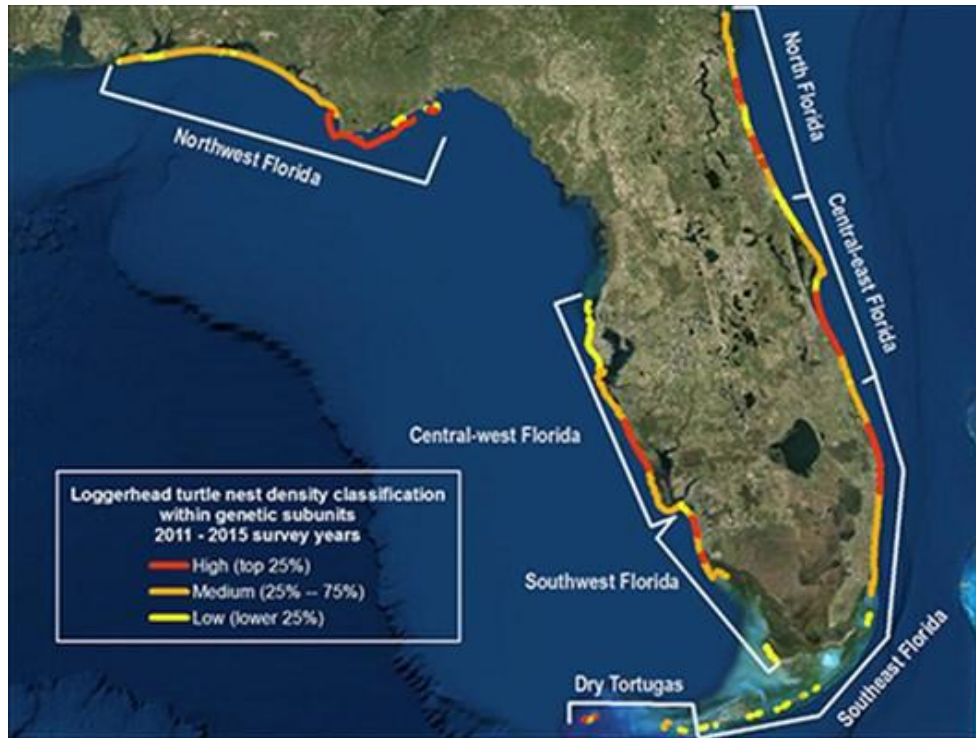 North Florida
Northwest Florida
Central-east Florida
Central-west Florida
Loggerhead turtle nest density classification
within genetic subunits
2011 - 2015 survey years
High (top 25%)
Medium (25% -- 75%)
Low (lower 25%)
Southwest Florida
Dry Tortugas
Southeast Florida